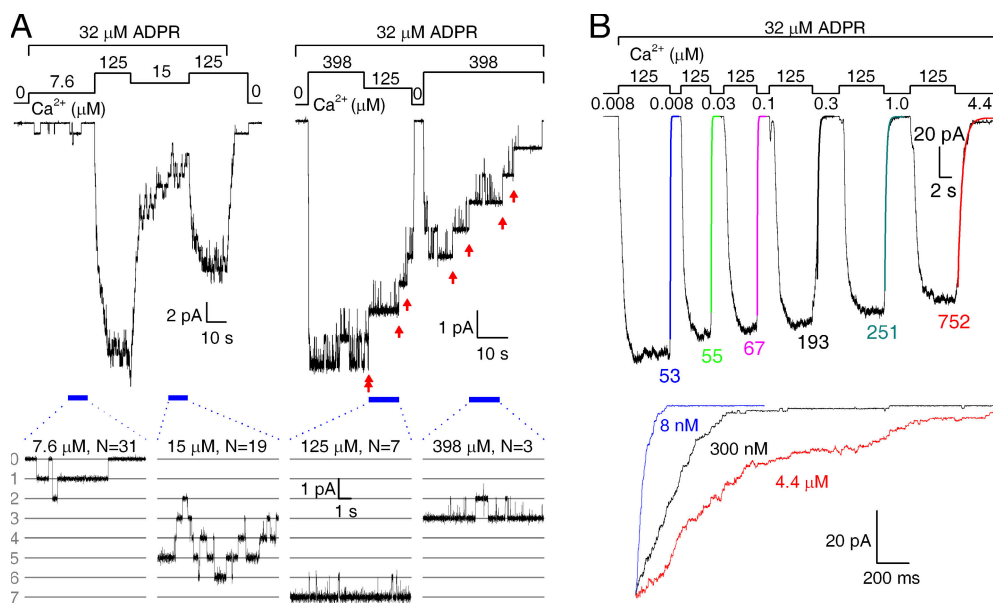 A
32 μM ADPR
125
125
7.6
15
0
0
Ca²⁺ (μM)
2 pA
10 s
32 μM ADPR
398
398
125
0
0
Ca²⁺ (μM)
1 pA
10 s
7.6 μM, N=31
15 μM, N=19
125 μM, N=7
398 μM, N=3
0
1
2
3
4
5
6
7
1 pA
1 s
B
32 μM ADPR
Ca²⁺ (μM)
125
125
125
125
125
125
0.008
0.008
0.03
0.1
0.3
1.0
4.4
20 pA
2 s
53
55
67
193
251
752
8 nM
300 nM
4.4 μM
20 pA
200 ms